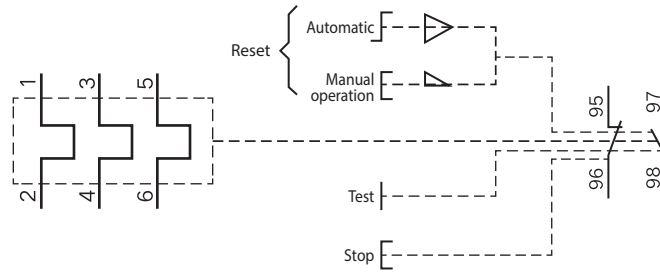 Reset
Automatic
Manual
operation
1 3 5
2 4 6
95 97
96 98
Test
Stop